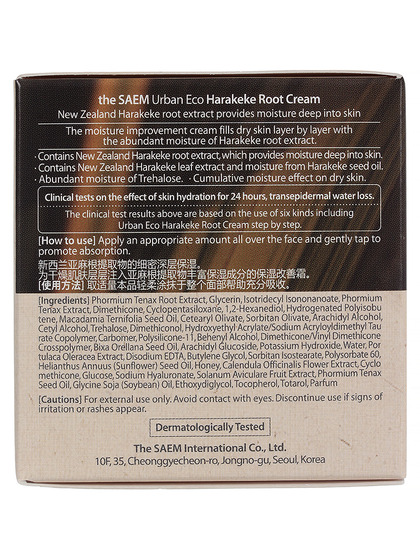 the SAEM Urban Eco Harakeke Root Cream
New Zealand Harakeke root extract provides moisture deep into skin
The moisture improvement cream fills dry skin layer by layer with
the abundant moisture of Harakeke root extract.
· Contains New Zealand Harakeke root extract, which provides moisture deep into skin.
· Contains New Zealand Harakeke leaf extract and moisture from Harakeke seed oil.
· Abundant moisture of Trehalose. · Cumulative moisture effect on dry skin.
Clinical tests on the effect of skin hydration for 24 hours, transepidermal water loss.
The clinical test results above are based on the use of six kinds including
Urban Eco Harakeke Root Cream step by step.
[How to use] Apply an appropriate amount all over the face and gently tap to
promote absorption.
新西兰亚麻根提取物的细密深层保湿。
为干燥肌肤层层注入亚麻根提取物丰富保湿成分的保湿改善霜。
[使用方法] 取适量本品轻柔涂抹于整个面部帮助充分吸收。
[Ingredients] Phormium Tenax Root Extract, Glycerin, Isotridecyl Isononanoate, Phormium
Tenax Extract, Dimethicone, Cyclopentasiloxane, 1,2-Hexanediol, Hydrogenated Polyisobu
tene, Macadamia Ternifolia Seed Oil, Cetearyl Olivate, Sorbitan Olivate, Arachidyl Alcohol,
Cetyl Alcohol, Trehalose, Dimethiconol, Hydroxyethyl Acrylate/Sodium Acryloyldimethyl Tau
rate Copolymer, Carbomer, Polysilicone-11, Behenyl Alcohol, Dimethicone/Vinyl Dimethicone
Crosspolymer, Bixa Orellana Seed Oil, Arachidyl Glucoside, Potassium Hydroxide, Water, Por
tulaca Oleracea Extract, Disodium EDTA, Butylene Glycol, Sorbitan Isostearate, Polysorbate 60,
Helianthus Annuus (Sunflower) Seed Oil, Honey, Calendula Officinalis Flower Extract, Cyclo
methicone, Glucose, Sodium Hyaluronate, Solanum Aviculare Fruit Extract, Phormium Tenax
Seed Oil, Glycine Soja (Soybean) Oil, Ethoxydiglycol, Tocopherol, Totarol, Parfum
[Cautions] For external use only. Avoid contact with eyes. Discontinue use if signs of
irritation or rashes appear.
Dermatologically Tested
The SAEM International Co., Ltd.
10F, 35, Cheonggyecheon-ro, Jongno-gu, Seoul, Korea